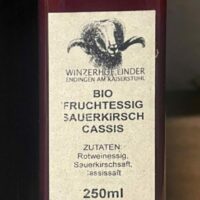 WINZERHOF LINDER
ENDINGEN AM KAISERSTUHL
BIO
FRUCHTESSIG
SAUERKIRSCH
CASSIS
ZUTATEN:
Rotweinessig,
Sauerkirschsaft,
Cassissaft
250ml